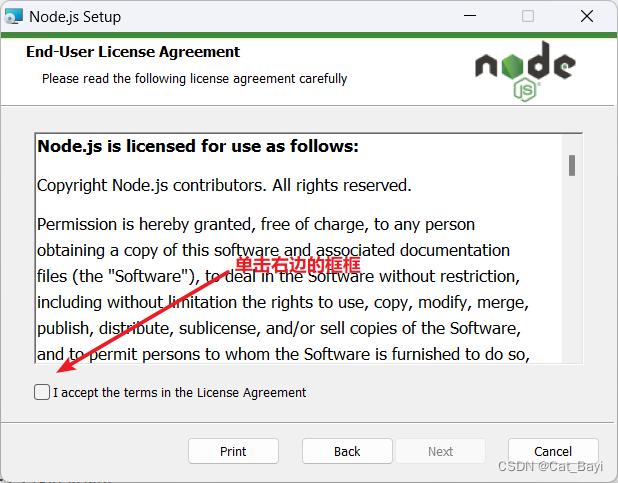 Node.js Setup
End-User License Agreement
Please read the following license agreement carefully
node
JS
Node.js is licensed for use as follows:
Copyright Node.js contributors. All rights reserved.
Permission is hereby granted, free of charge, to any person
obtaining a copy of this software and associated documentation
单击右边的框框
files (the "Software"), to deal in the Software without restriction,
including without limitation the rights to use, copy, modify, merge,
publish, distribute, sublicense, and/or sell copies of the Software,
and to permit persons to whom the Software is furnished to do so,
I accept the terms in the License Agreement
Print
Back
Next
Cancel
CSDN @Cat_Bayi